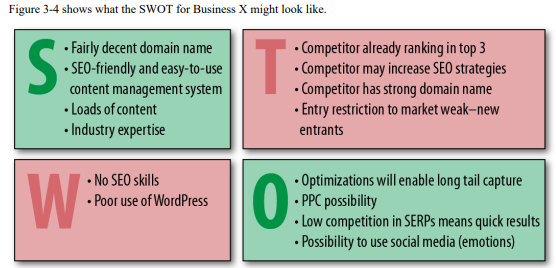 Figure 3-4 shows what the SWOT for Business X might look like.
S
• Fairly decent domain name
• SEO-friendly and easy-to-use
content management system
• Loads of content
• Industry expertise
T
• Competitor already ranking in top 3
• Competitor may increase SEO strategies
• Competitor has strong domain name
• Entry restriction to market weak—new
entrants
W
• No SEO skills
• Poor use of WordPress
O
• Optimizations will enable long tail capture
• PPC possibility
• Low competition in SERPs means quick results
• Possibility to use social media (emotions)